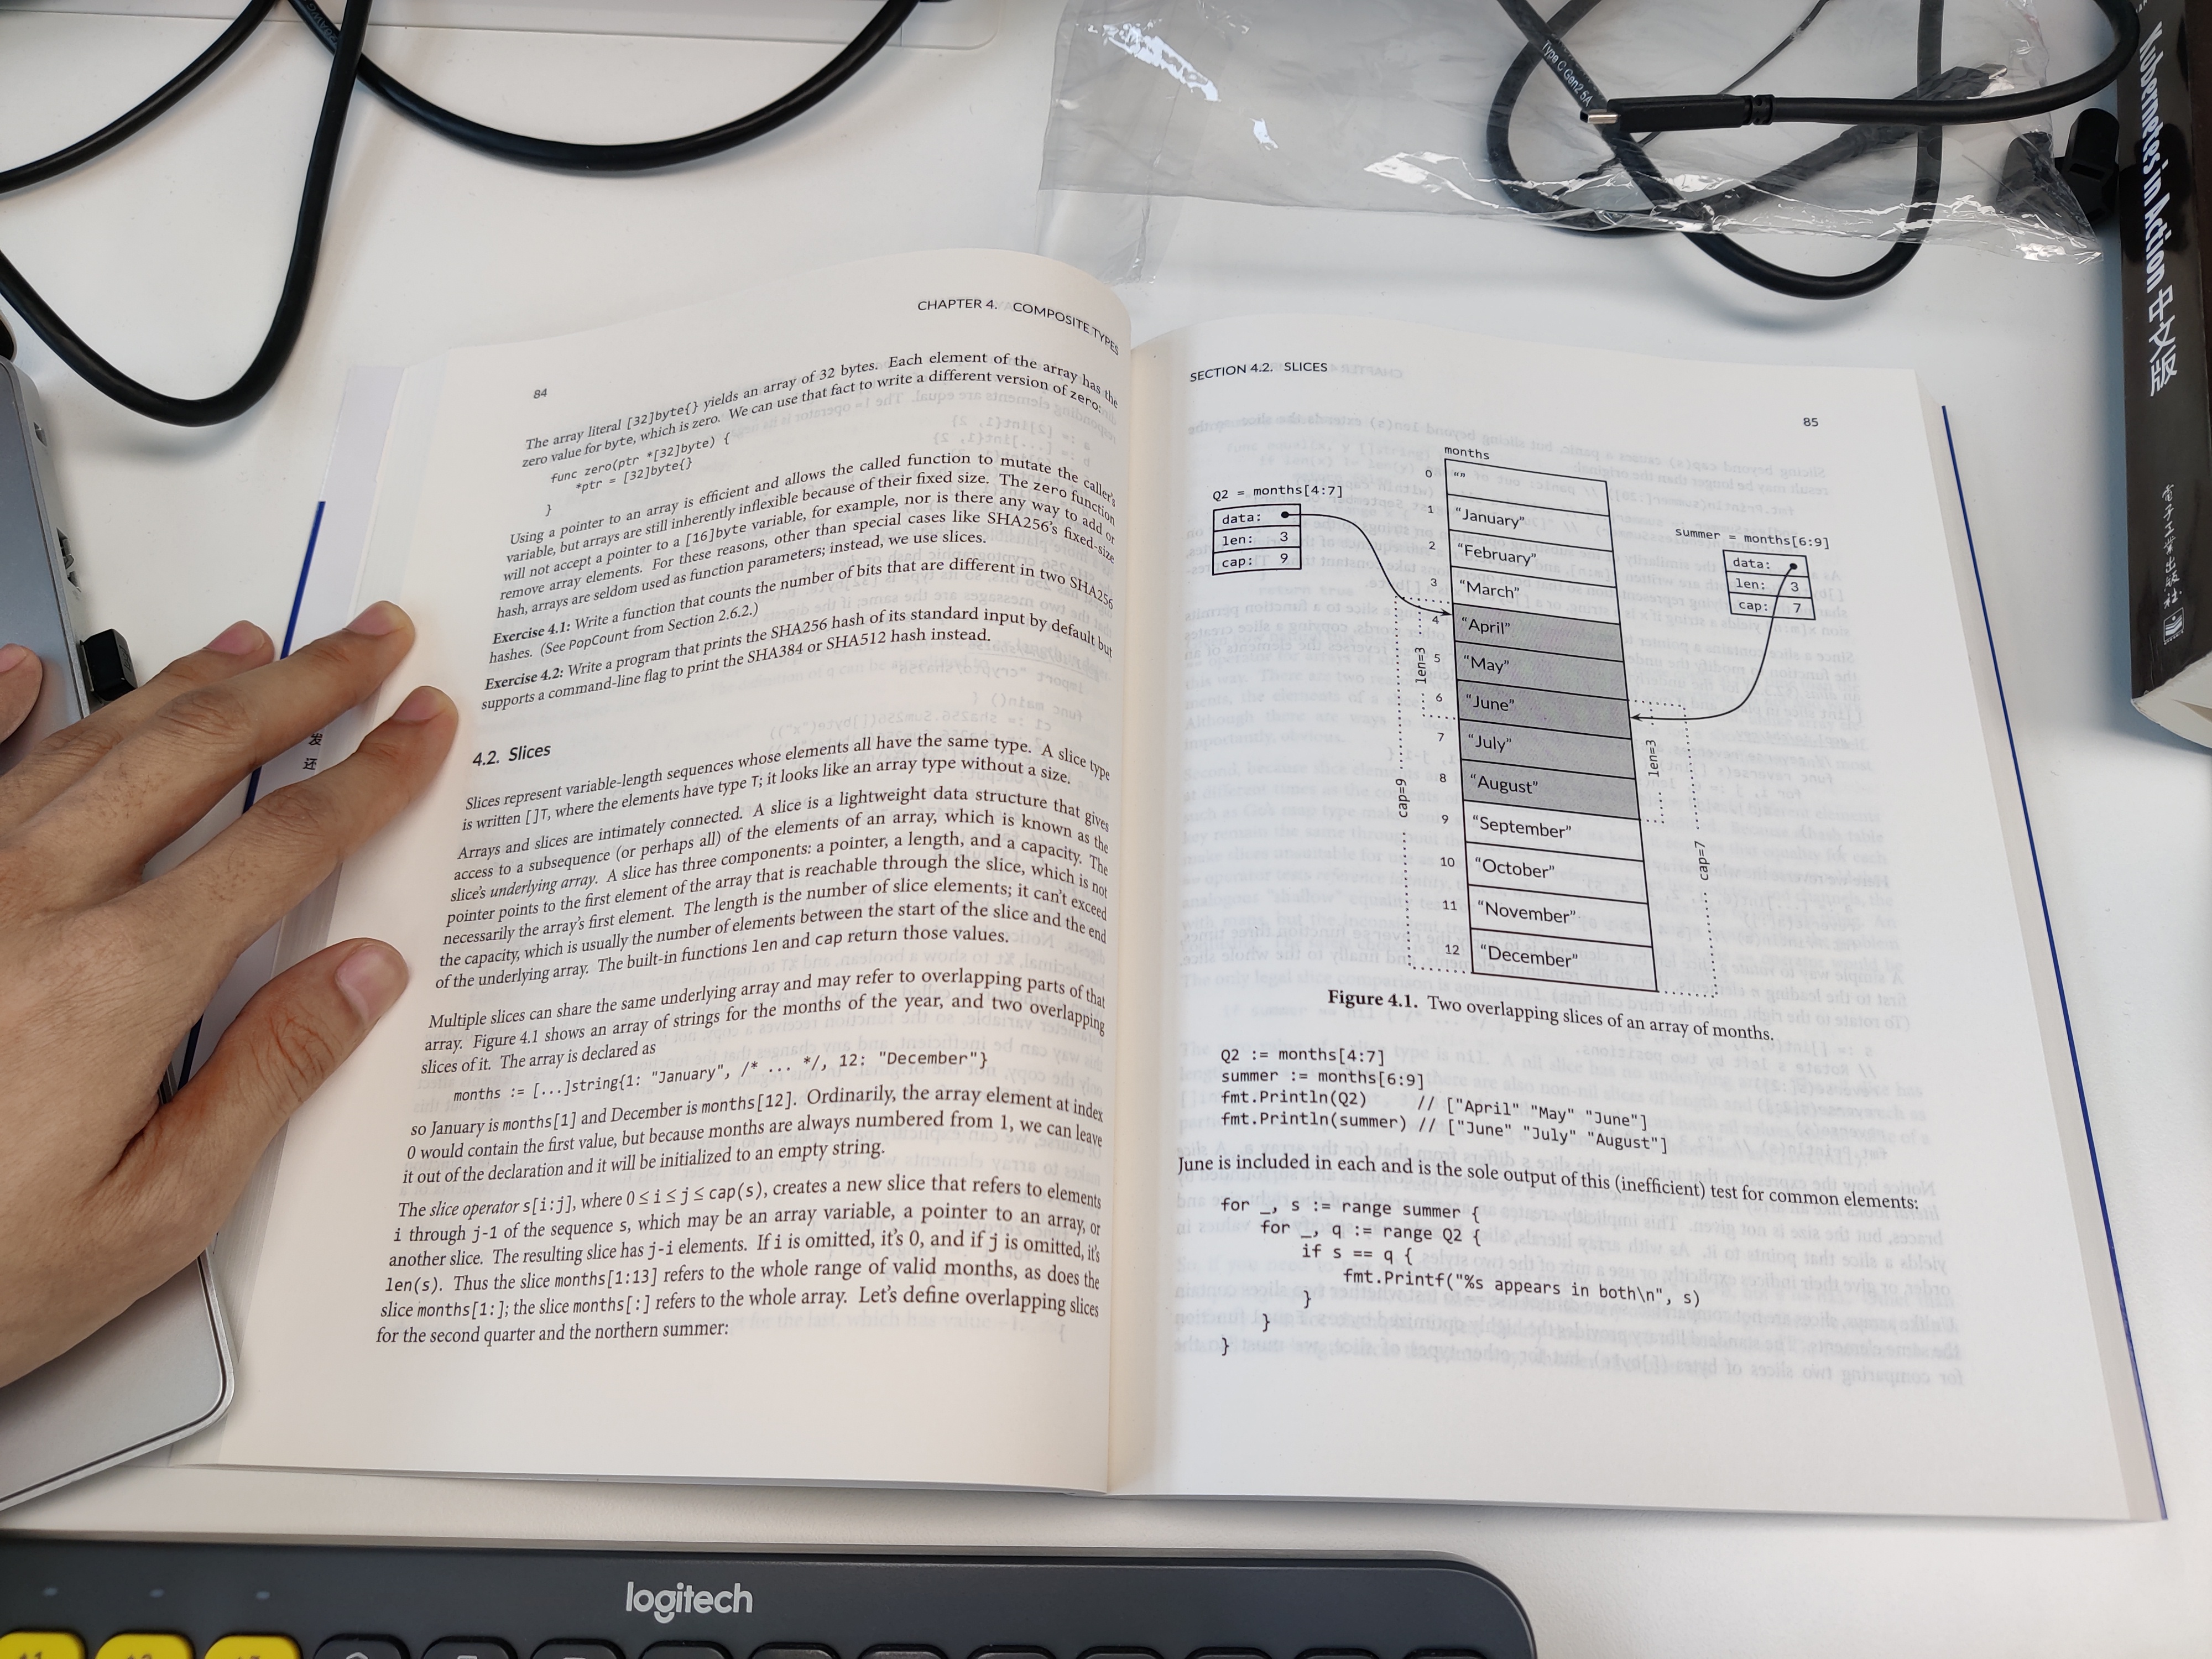 Type C Gen2 5A
Kubernetes in Action 中文版
CHAPTER 4. COMPOSITE TYPES
84
The array literal [32]byte{} yields an array of 32 bytes. Each element of the array has the
zero value for byte, which is zero. We can use that fact to write a different version of zero:
func zero(ptr *[32]byte) {
*ptr = [32]byte{}
}
Using a pointer to an array is efficient and allows the called function to mutate the caller's
variable, but arrays are still inherently inflexible because of their fixed size. The zero function
will not accept a pointer to a [16]byte variable, for example, nor is there any way to add or
remove array elements. For these reasons, other than special cases like SHA256's fixed-size
hash, arrays are seldom used as function parameters; instead, we use slices.
Exercise 4.1: Write a function that counts the number of bits that are different in two SHA256
hashes. (See PopCount from Section 2.6.2.)
Exercise 4.2: Write a program that prints the SHA256 hash of its standard input by default but
supports a command-line flag to print the SHA384 or SHA512 hash instead.
4.2. Slices
Slices represent variable-length sequences whose elements all have the same type. A slice type
is written []T, where the elements have type T; it looks like an array type without a size.
Arrays and slices are intimately connected. A slice is a lightweight data structure that gives
access to a subsequence (or perhaps all) of the elements of an array, which is known as the
slice's underlying array. A slice has three components: a pointer, a length, and a capacity. The
pointer points to the first element of the array that is reachable through the slice, which is not
necessarily the array's first element. The length is the number of slice elements; it can't exceed
the capacity, which is usually the number of elements between the start of the slice and the end
of the underlying array. The built-in functions len and cap return those values.
Multiple slices can share the same underlying array and may refer to overlapping parts of that
array. Figure 4.1 shows an array of strings for the months of the year, and two overlapping
slices of it. The array is declared as
months := [...]string{1: "January", /* ... */, 12: "December"}
so January is months[1] and December is months[12]. Ordinarily, the array element at index
0 would contain the first value, but because months are always numbered from 1, we can leave
it out of the declaration and it will be initialized to an empty string.
The slice operator s[i:j], where 0 ≤ i ≤ j ≤ cap(s), creates a new slice that refers to elements
i through j-1 of the sequence s, which may be an array variable, a pointer to an array, or
another slice. The resulting slice has j-i elements. If i is omitted, it's 0, and if j is omitted, it's
len(s). Thus the slice months[1:13] refers to the whole range of valid months, as does the
slice months[1:]; the slice months[:] refers to the whole array. Let's define overlapping slices
for the second quarter and the northern summer:
发
还
SECTION 4.2. SLICES
85
months
Q2 = months[4:7]
data:
len: 3
cap: 9
summer = months[6:9]
data:
len: 3
cap: 7
0 “”
1 “January”
2 “February”
3 “March”
4 “April”
5 “May”
6 “June”
7 “July”
8 “August”
9 “September”
10 “October”
11 “November”
12 “December”
len=3
cap=9
len=3
cap=7
Figure 4.1. Two overlapping slices of an array of months.
Q2 := months[4:7]
summer := months[6:9]
fmt.Println(Q2) // ["April" "May" "June"]
fmt.Println(summer) // ["June" "July" "August"]
June is included in each and is the sole output of this (inefficient) test for common elements:
for _, s := range summer {
for _, q := range Q2 {
if s == q {
fmt.Printf("%s appears in both\n", s)
}
}
}
logitech